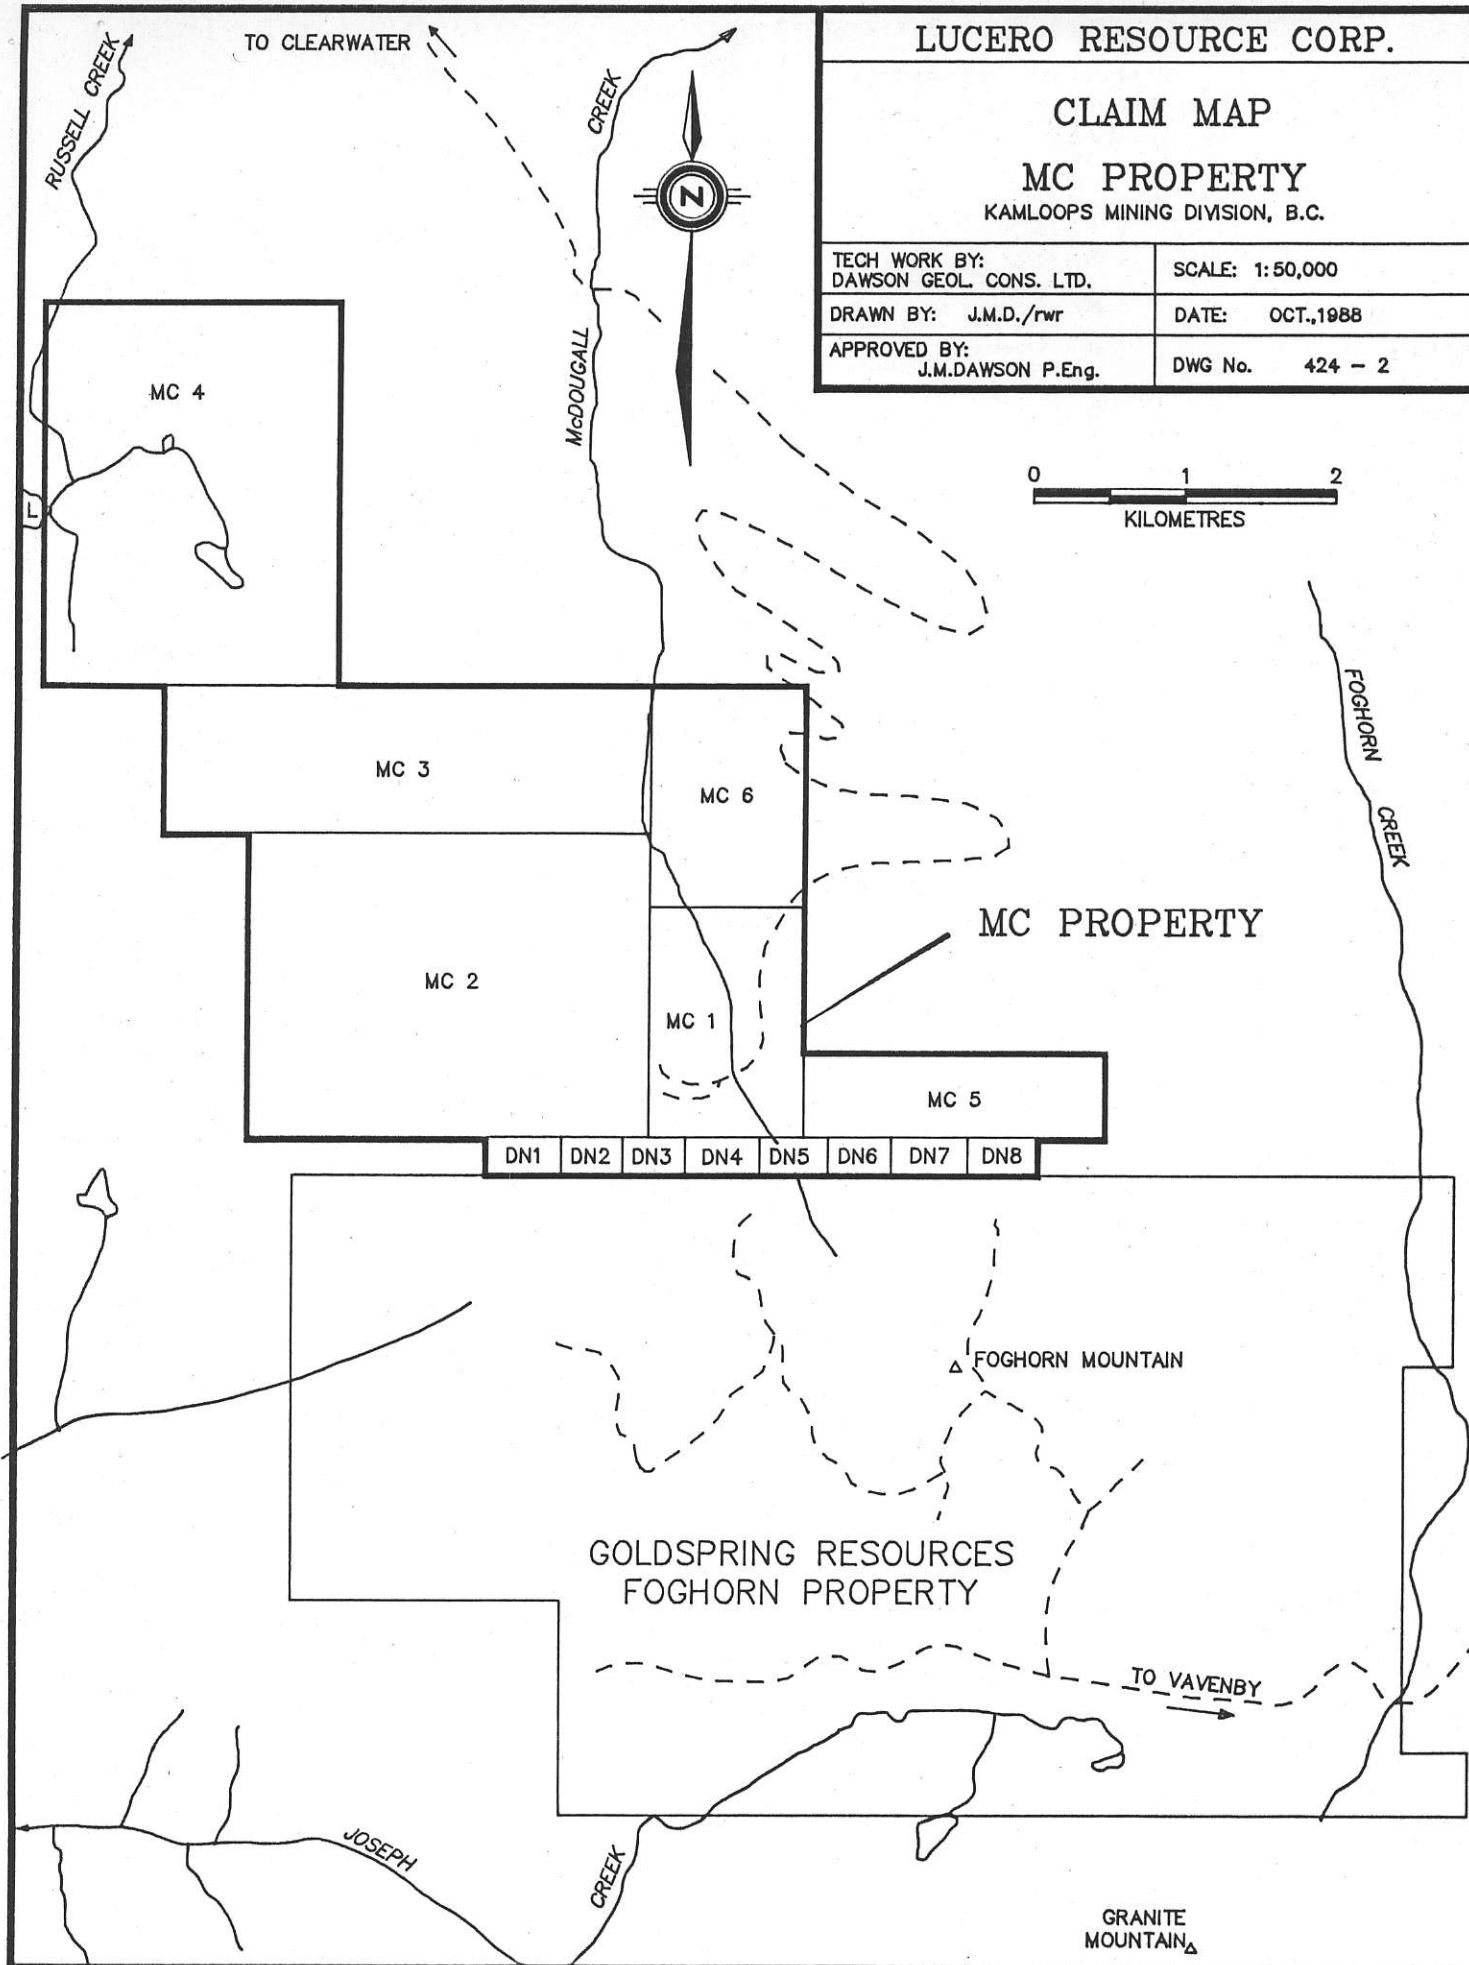 LUCERO RESOURCE CORP.
CLAIM MAP
MC PROPERTY
KAMLOOPS MINING DIVISION, B.C.
TECH WORK BY:
DAWSON GEOL. CONS. LTD.
SCALE: 1:50,000
DRAWN BY: J.M.D./rwr
DATE: OCT.,1988
APPROVED BY:
J.M.DAWSON P.Eng.
DWG No. 424 - 2
TO CLEARWATER
RUSSELL CREEK
McDOUGALL
CREEK
N
0 1 2
KILOMETRES
MC 4
L
FOGHORN
CREEK
MC 3
MC 6
MC PROPERTY
MC 2
MC 1
MC 5
DN1 DN2 DN3 DN4 DN5 DN6 DN7 DN8
FOGHORN MOUNTAIN
GOLDSPRING RESOURCES
FOGHORN PROPERTY
TO VAVENBY
JOSEPH
CREEK
GRANITE
MOUNTAIN